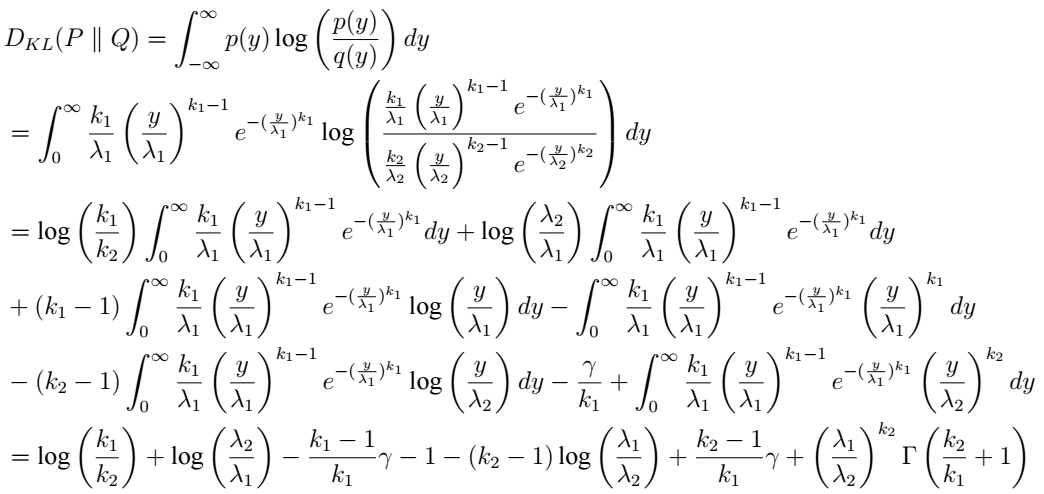 D_{KL}(P ∥ Q) = \int_{-\infty}^{\infty} p(y) \log \left( \frac{p(y)}{q(y)} \right) dy
= \int_{0}^{\infty} \frac{k_1}{\lambda_1} \left( \frac{y}{\lambda_1} \right)^{k_1-1} e^{-(\frac{y}{\lambda_1})^{k_1}} \log \left( \frac{\frac{k_1}{\lambda_1} \left( \frac{y}{\lambda_1} \right)^{k_1-1} e^{-(\frac{y}{\lambda_1})^{k_1}}}{\frac{k_2}{\lambda_2} \left( \frac{y}{\lambda_2} \right)^{k_2-1} e^{-(\frac{y}{\lambda_2})^{k_2}}} \right) dy
= \log \left( \frac{k_1}{k_2} \right) \int_{0}^{\infty} \frac{k_1}{\lambda_1} \left( \frac{y}{\lambda_1} \right)^{k_1-1} e^{-(\frac{y}{\lambda_1})^{k_1}} dy + \log \left( \frac{\lambda_2}{\lambda_1} \right) \int_{0}^{\infty} \frac{k_1}{\lambda_1} \left( \frac{y}{\lambda_1} \right)^{k_1-1} e^{-(\frac{y}{\lambda_1})^{k_1}} dy
+ (k_1 - 1) \int_{0}^{\infty} \frac{k_1}{\lambda_1} \left( \frac{y}{\lambda_1} \right)^{k_1-1} e^{-(\frac{y}{\lambda_1})^{k_1}} \log \left( \frac{y}{\lambda_1} \right) dy - \int_{0}^{\infty} \frac{k_1}{\lambda_1} \left( \frac{y}{\lambda_1} \right)^{k_1-1} e^{-(\frac{y}{\lambda_1})^{k_1}} \left( \frac{y}{\lambda_1} \right)^{k_1} dy
- (k_2 - 1) \int_{0}^{\infty} \frac{k_1}{\lambda_1} \left( \frac{y}{\lambda_1} \right)^{k_1-1} e^{-(\frac{y}{\lambda_1})^{k_1}} \log \left( \frac{y}{\lambda_2} \right) dy - \frac{\gamma}{k_1} + \int_{0}^{\infty} \frac{k_1}{\lambda_1} \left( \frac{y}{\lambda_1} \right)^{k_1-1} e^{-(\frac{y}{\lambda_1})^{k_1}} \left( \frac{y}{\lambda_2} \right)^{k_2} dy
= \log \left( \frac{k_1}{k_2} \right) + \log \left( \frac{\lambda_2}{\lambda_1} \right) - \frac{k_1 - 1}{k_1} \gamma - 1 - (k_2 - 1) \log \left( \frac{\lambda_1}{\lambda_2} \right) + \frac{k_2 - 1}{k_1} \gamma + \left( \frac{\lambda_1}{\lambda_2} \right)^{k_2} \Gamma \left( \frac{k_2}{k_1} + 1 \right)